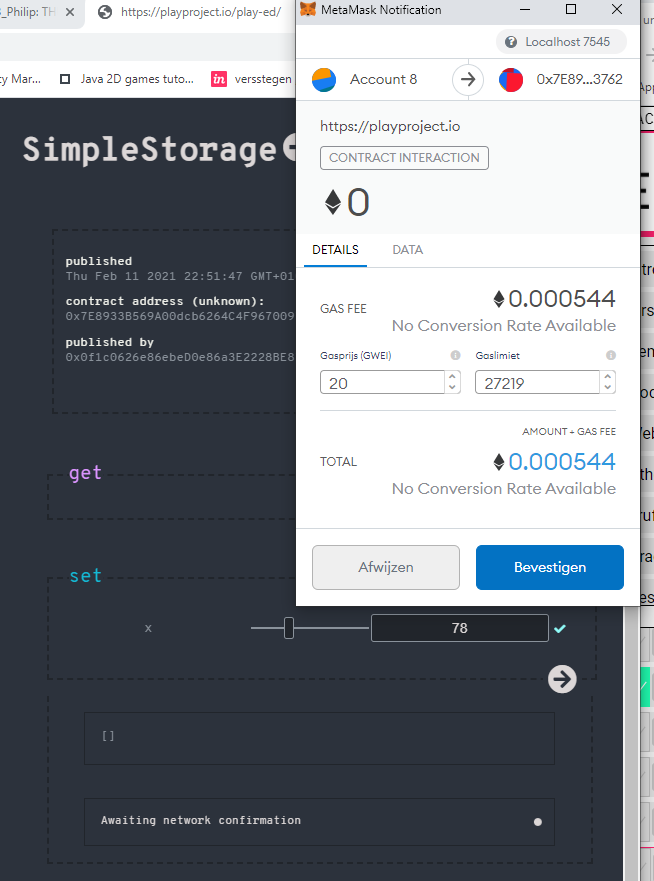 _Philip: TH
https://playproject.io/play-ed/
ty Mar...
Java 2D games tuto...
in
versstegen
SimpleStorage
published
Thu Feb 11 2021 22:51:47 GMT+01
contract address (unknown):
0x7E8933B569A00dcb6264C4F967009
published by
0x0f1c0626e86ebeD0e86a3E2228BE8
get
set
x
78
[]
Awaiting network confirmation
MetaMask Notification
Localhost 7545
Account 8
0x7E89...3762
https://playproject.io
CONTRACT INTERACTION
0
DETAILS
DATA
GAS FEE
0.000544
No Conversion Rate Available
Gasprijs (GWEI)
Gaslimiet
20
27219
AMOUNT + GAS FEE
TOTAL
0.000544
No Conversion Rate Available
Afwijzen
Bevestigen